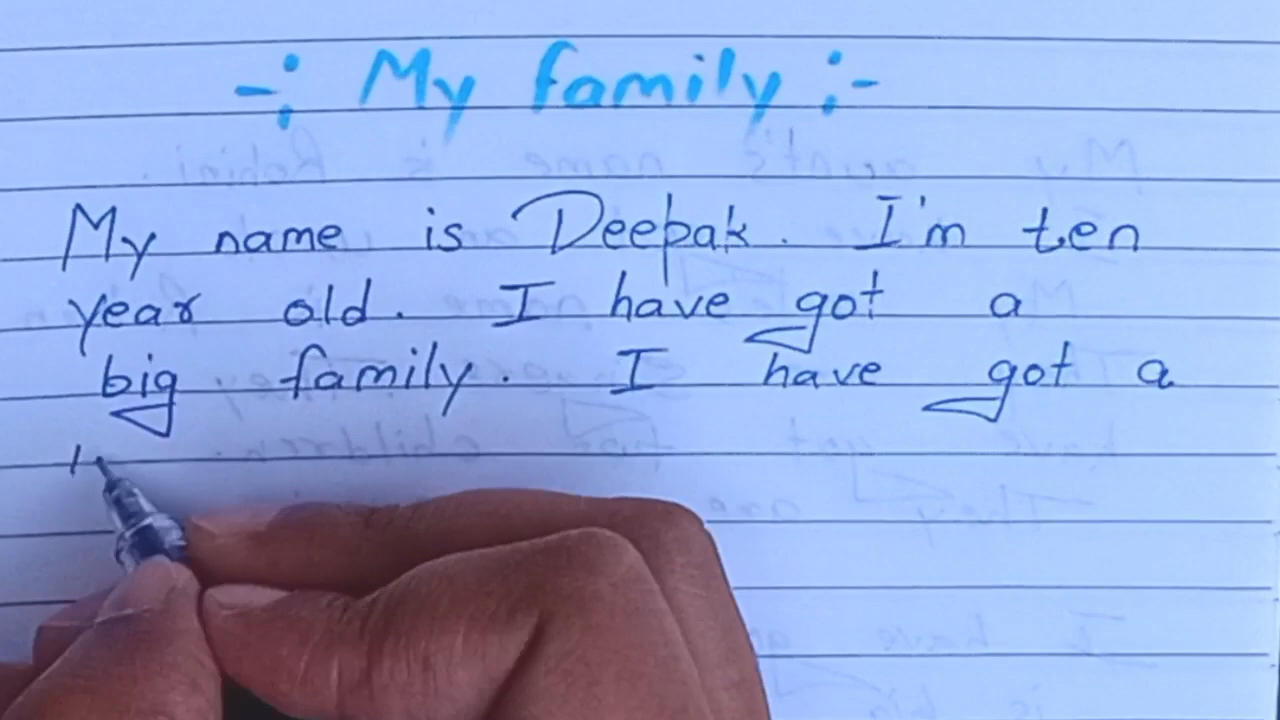 -: My family :-
My name is Deepak. I'm ten
year old. I have got a
big family. I have got a